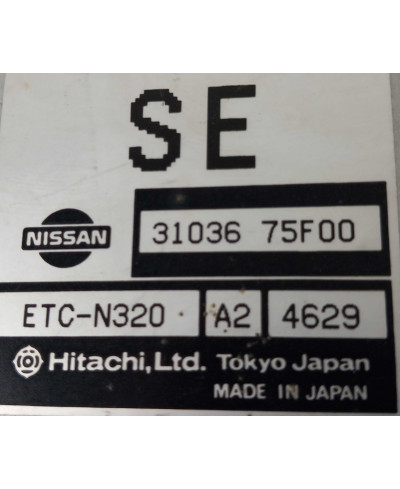 SE
NISSAN 31036 75F00
ETC-N320 A2 4629
Hitachi, Ltd. Tokyo Japan
MADE IN JAPAN